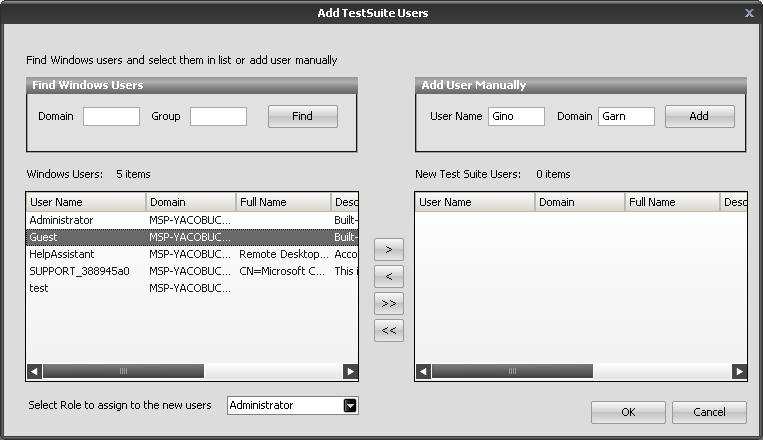 Add TestSuite Users
Find Windows users and select them in list or add user manually
Find Windows Users
Domain Group Find
Add User Manually
User Name Gino Domain Garn Add
Windows Users: 5 items
User Name Domain Full Name Desc
Administrator MSP-YACOBUC... Built-
Guest MSP-YACOBUC... Built-
HelpAssistant MSP-YACOBUC... Remote Desktop... Acco
SUPPORT_388945a0 MSP-YACOBUC... CN=Microsoft C... This i
test MSP-YACOBUC...
>
<
>>
<<
New Test Suite Users: 0 items
User Name Domain Full Name Desc
Select Role to assign to the new users Administrator
OK Cancel